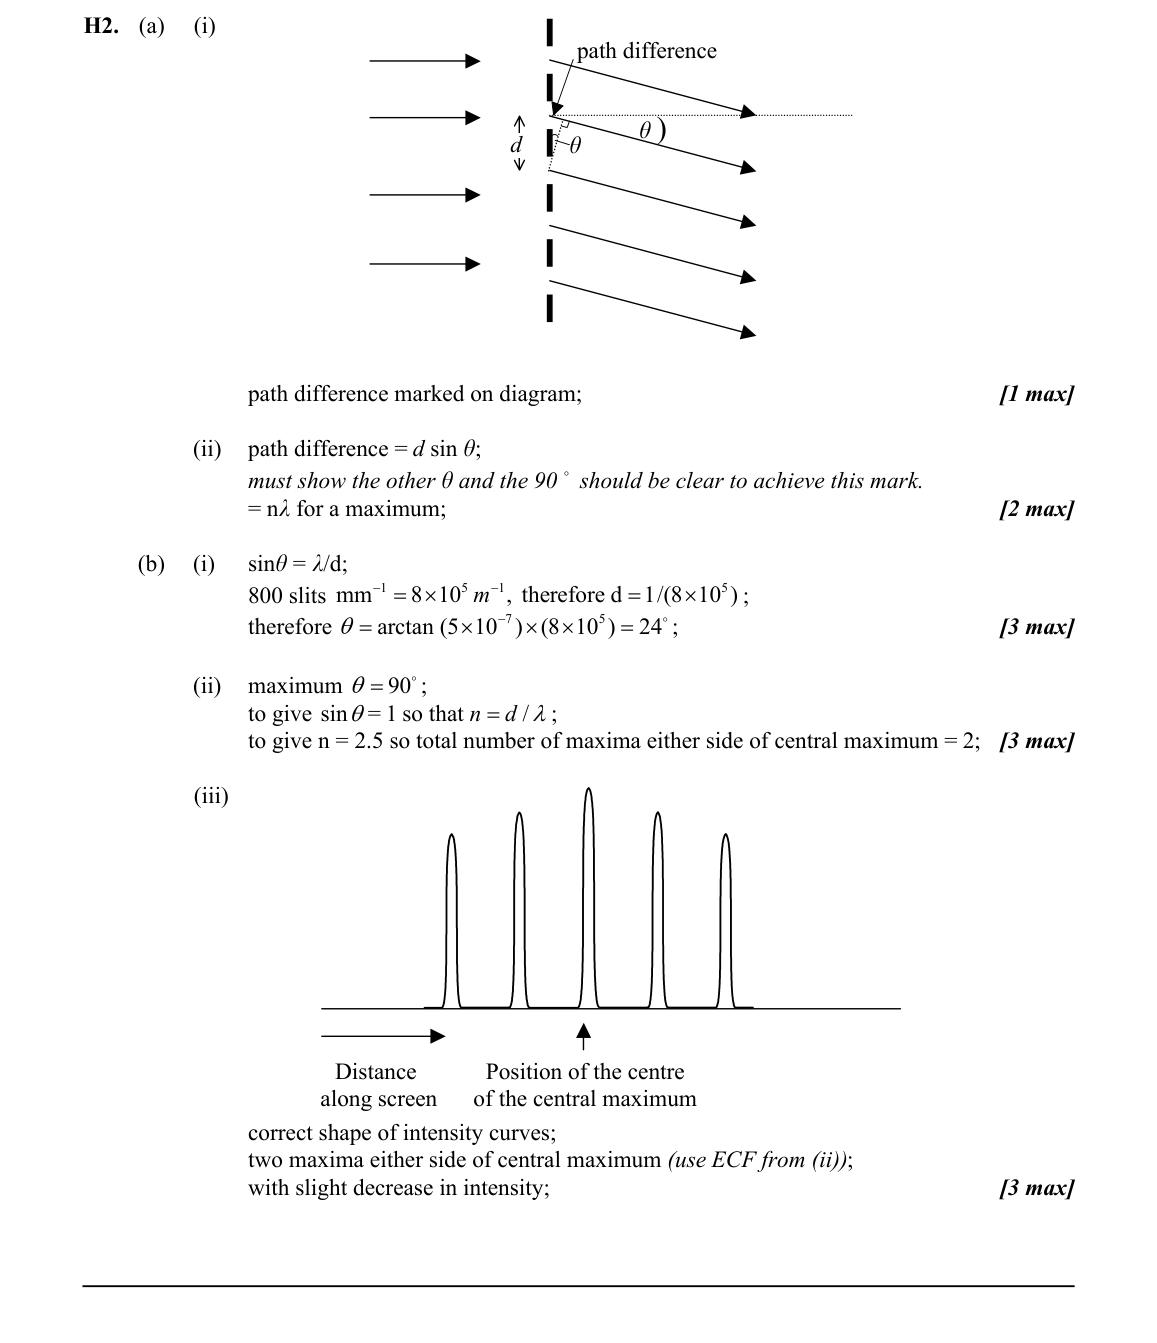 H2. (a) (i)
path difference
θ )
d
θ
path difference marked on diagram; [1 max]
(ii) path difference = d sin θ;
must show the other θ and the 90° should be clear to achieve this mark.
= nλ for a maximum; [2 max]
(b) (i) sinθ = λ/d;
800 slits mm⁻¹ = 8×10⁵ m⁻¹, therefore d = 1/(8×10⁵) ;
therefore θ = arctan (5×10⁻⁷)×(8×10⁵) = 24° ; [3 max]
(ii) maximum θ = 90° ;
to give sin θ = 1 so that n = d / λ ;
to give n = 2.5 so total number of maxima either side of central maximum = 2; [3 max]
(iii)
Distance Position of the centre
along screen of the central maximum
correct shape of intensity curves;
two maxima either side of central maximum (use ECF from (ii));
with slight decrease in intensity; [3 max]